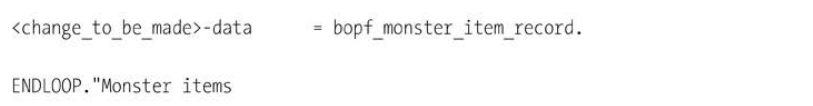 <change_to_be_made>-data = bopf_monster_item_record.
ENDLOOP."Monster items